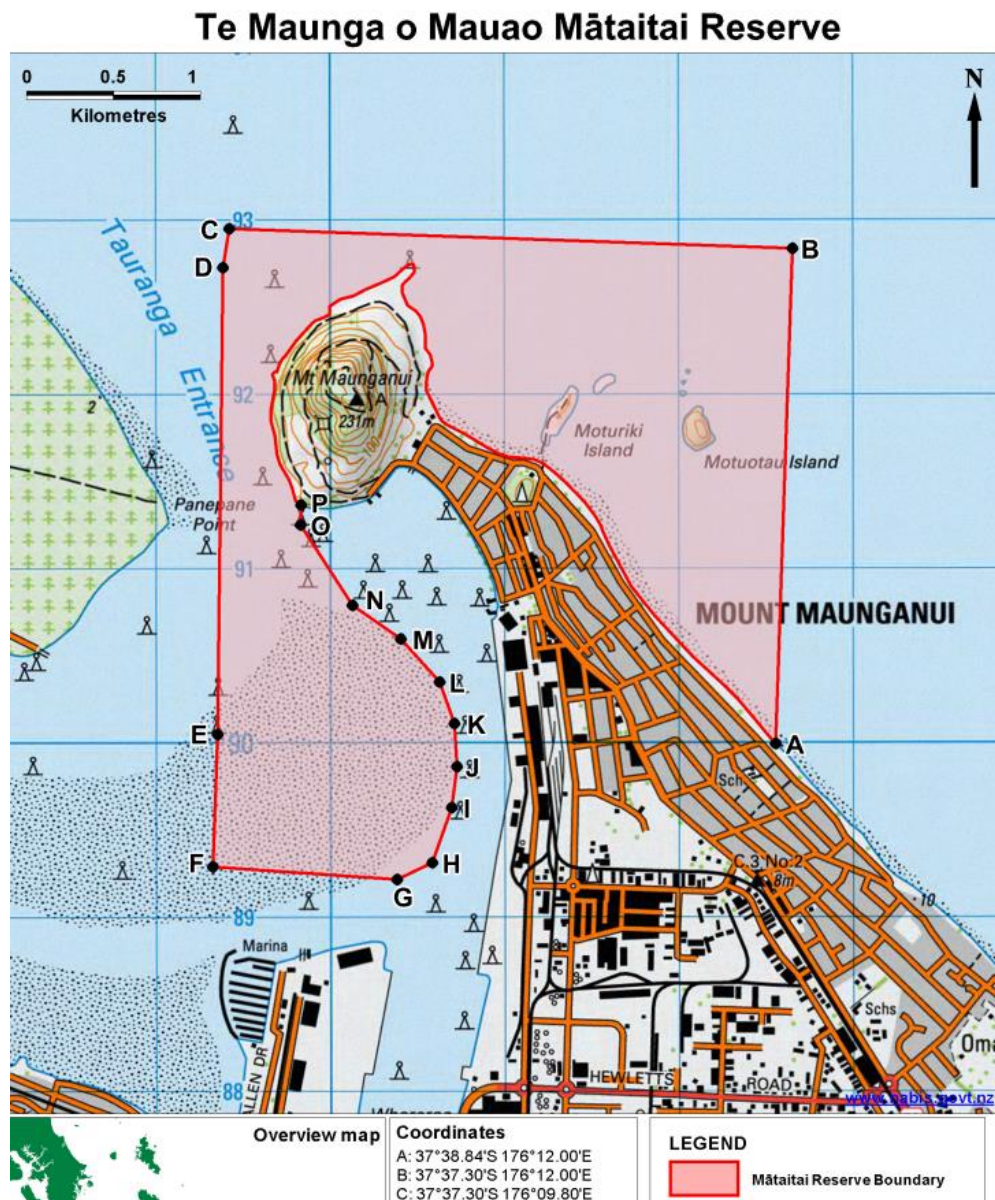 Te Maunga o Mauao Mātaitai Reserve
0 0.5 1
Kilometres
N
93
C
B
D
Tauranga
Entrance
92
Mt Maunganui
A
231m
100
2
Moturiki
Island
Motuotau Island
Panepane
Point
P
O
91
N
MOUNT MAUNGANUI
M
L
K
E
90
A
J
Sch
I
F
H
C.3 No.2
8m
G
10
89
Marina
Schs
ALLEN DR
Oma
88
HEWLETTS
ROAD
www.nabis.govt.nz
Overview map
Coordinates
A: 37°38.84'S 176°12.00'E
B: 37°37.30'S 176°12.00'E
C: 37°37.30'S 176°09.80'E
LEGEND
Mātaitai Reserve Boundary